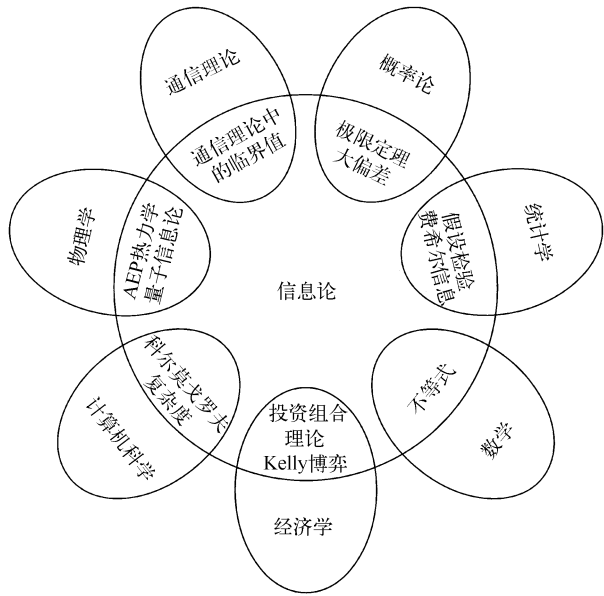 通信理论
概率论
通信理论中
的临界值
极限定理
大偏差
物理学
AEP热力学
量子信息论
假设检验
费希尔信息
统计学
信息论
科尔莫戈罗夫
复杂度
计算机科学
不等式
数学
投资组合
理论
Kelly博弈
经济学